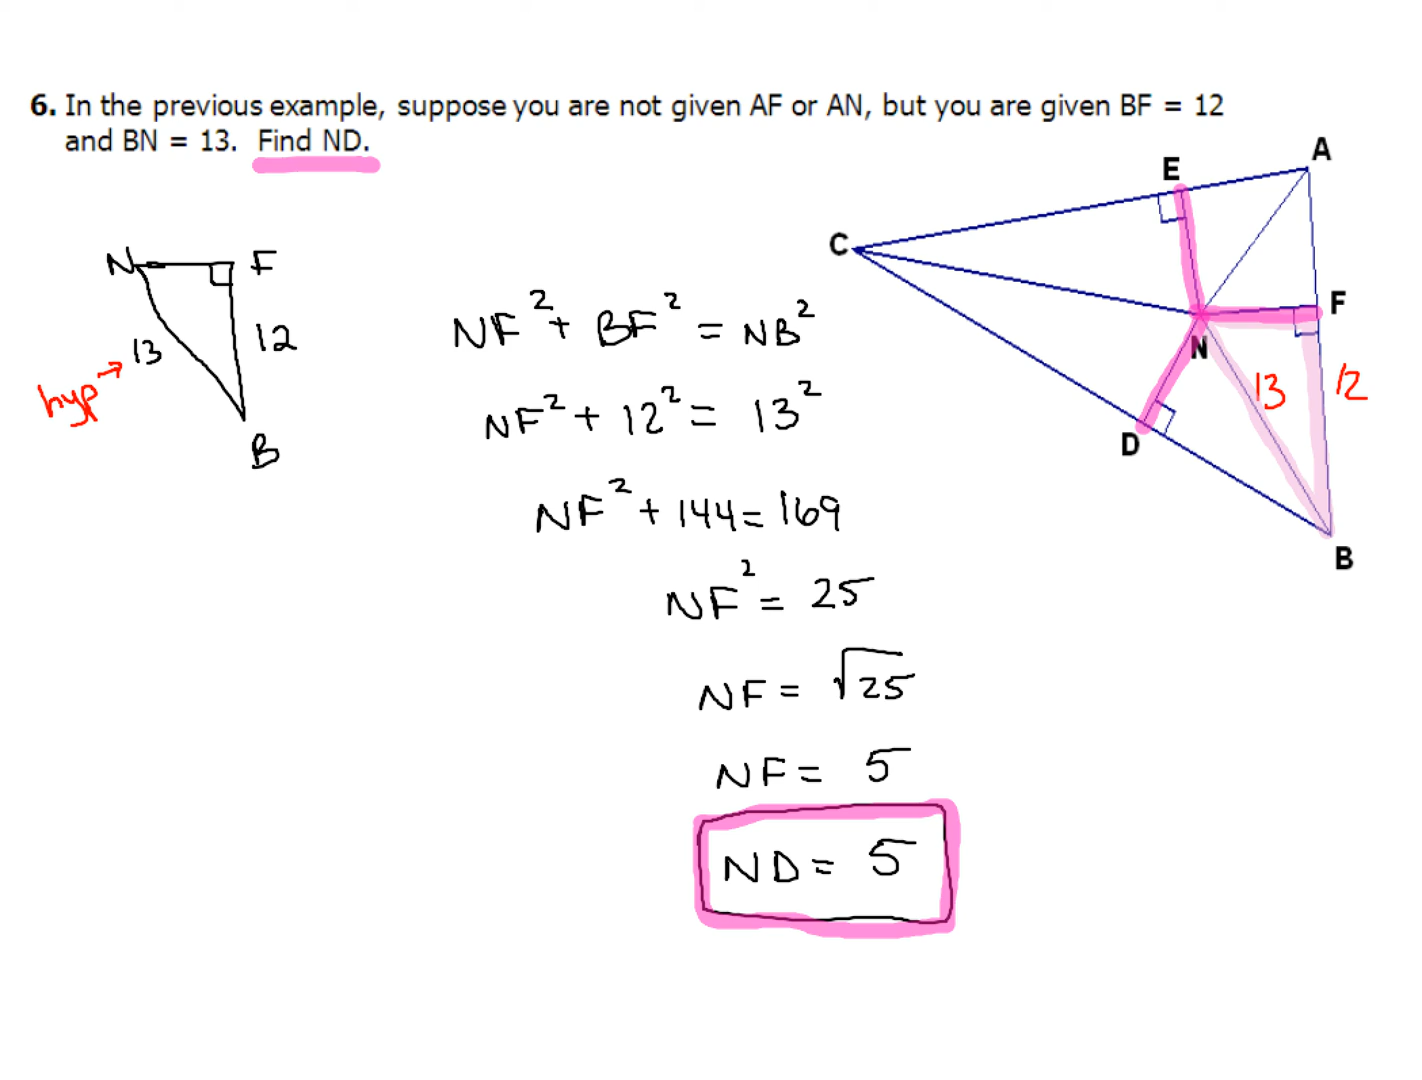 6. In the previous example, suppose you are not given AF or AN, but you are given BF = 12
and BN = 13. Find ND.
A
E
C
F
N
D
B
13
12
N F
13 12
hyp→
B
NF² + BF² = NB²
NF² + 12² = 13²
NF² + 144 = 169
NF² = 25
NF = √25
NF = 5
ND = 5